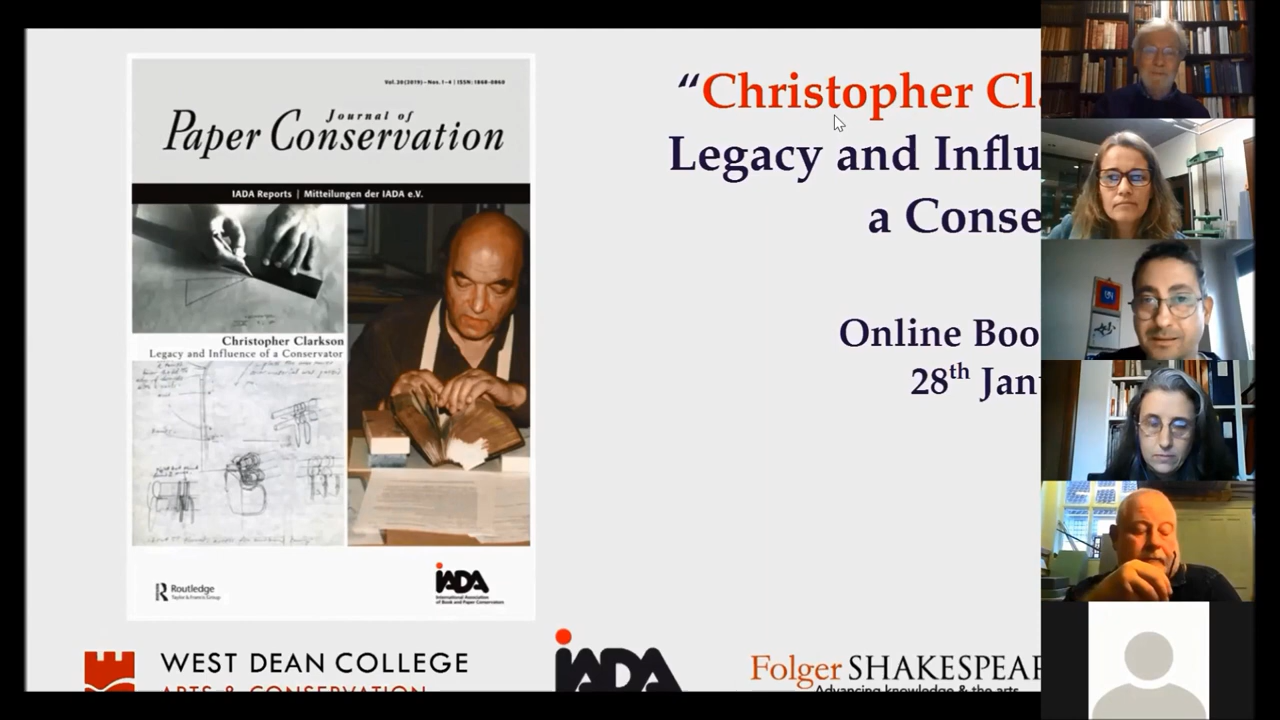 Vol. 20 (2019) – Nos. 1–4 | ISSN: 1868-0860
Journal of
Paper Conservation
IADA Reports | Mitteilungen der IADA e.V.
Christopher Clarkson
Legacy and Influence of a Conservator
Routledge
Taylor & Francis Group
iADA
International Association
of Book and Paper Conservators
“Christopher Cl
Legacy and Influ
a Conse
Online Boo
28th Jan
WEST DEAN COLLEGE
ARTS & CONSERVATION
iADA
Folger SHAKESPEAR
Advancing knowledge & the arts